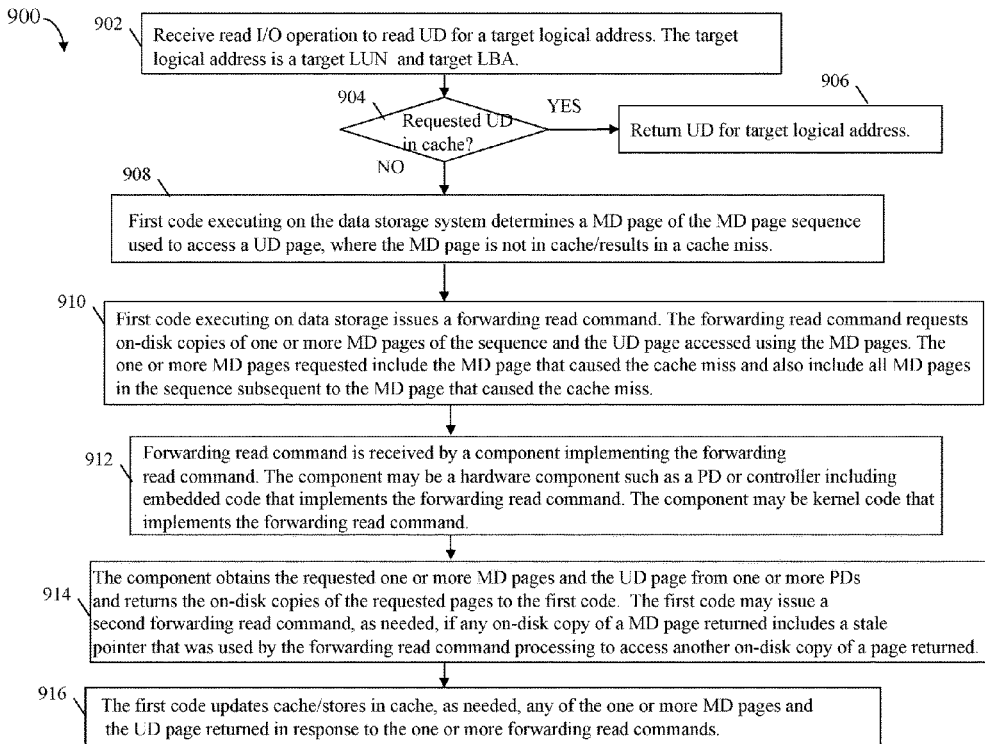 900
902
Receive read I/O operation to read UD for a target logical address. The target
logical address is a target LUN and target LBA.
904
Requested UD
in cache?
YES
906
Return UD for target logical address.
NO
908
First code executing on the data storage system determines a MD page of the MD page sequence
used to access a UD page, where the MD page is not in cache/results in a cache miss.
910
First code executing on data storage issues a forwarding read command. The forwarding read command requests
on-disk copies of one or more MD pages of the sequence and the UD page accessed using the MD pages. The
one or more MD pages requested include the MD page that caused the cache miss and also include all MD pages
in the sequence subsequent to the MD page that caused the cache miss.
912
Forwarding read command is received by a component implementing the forwarding
read command. The component may be a hardware component such as a PD or controller including
embedded code that implements the forwarding read command. The component may be kernel code that
implements the forwarding read command.
914
The component obtains the requested one or more MD pages and the UD page from one or more PDs
and returns the on-disk copies of the requested pages to the first code. The first code may issue a
second forwarding read command, as needed, if any on-disk copy of a MD page returned includes a stale
pointer that was used by the forwarding read command processing to access another on-disk copy of a page returned.
916
The first code updates cache/stores in cache, as needed, any of the one or more MD pages and
the UD page returned in response to the one or more forwarding read commands.